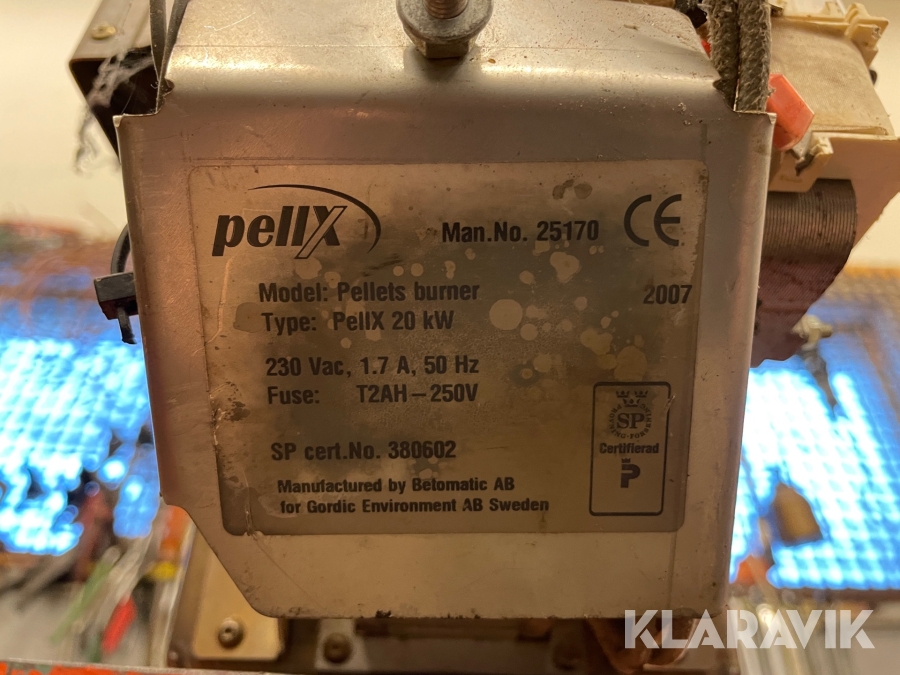 pellX
Man.No. 25170
CE
Model: Pellets burner
2007
Type: PellX 20 kW
230 Vac, 1.7 A, 50 Hz
Fuse: T2AH-250V
SP
Certifierad
P
SP cert.No. 380602
Manufactured by Betomatic AB
for Gordic Environment AB Sweden
KLARAVIK